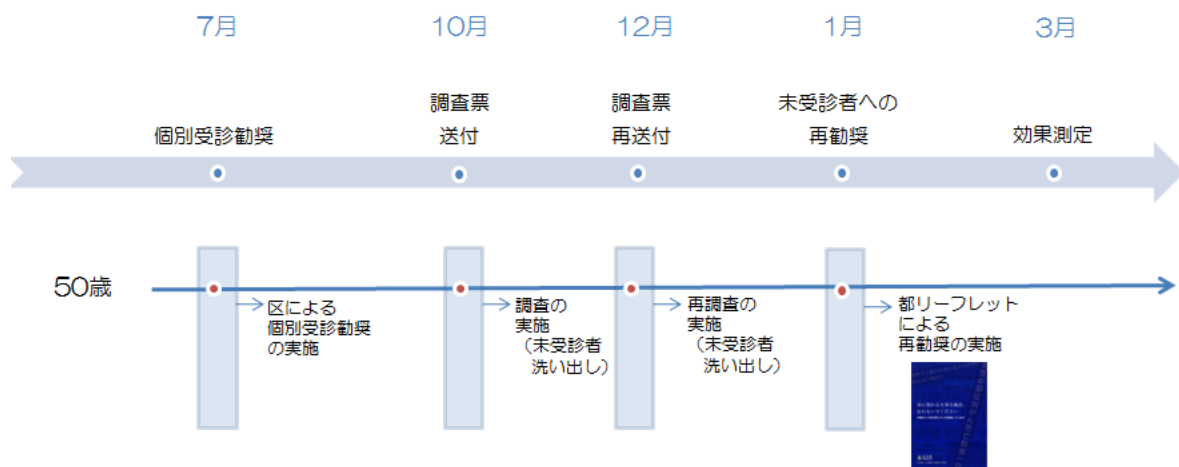 7月
10月
12月
1月
3月
個別受診勧奨
調査票
送付
調査票
再送付
未受診者への
再勧奨
効果測定
50歳
区による
個別受診勧奨
の実施
調査の
実施
（未受診者
洗い出し）
再調査の
実施
（未受診者
洗い出し）
都リーフレット
による
再勧奨の実施